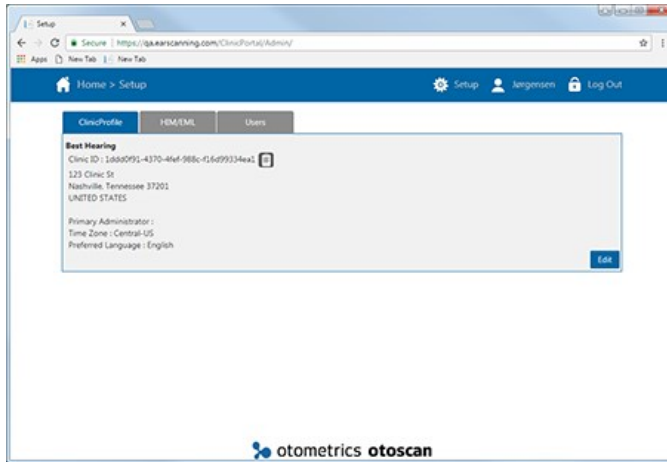 Setup
Secure | https://qa.earscanning.com/ClinicPortal/Admin/
Apps New Tab New Tab
Home > Setup Setup Jørgensen Log Out
ClinicProfile HIM/EML Users
Best Hearing
Clinic ID : 1ddd0f91-4370-4fef-988c-f16d99334ea1
123 Clinic St
Nashville, Tennessee 37201
UNITED STATES
Primary Administrator :
Time Zone : Central-US
Preferred Language : English
Edit
otometrics otoscan